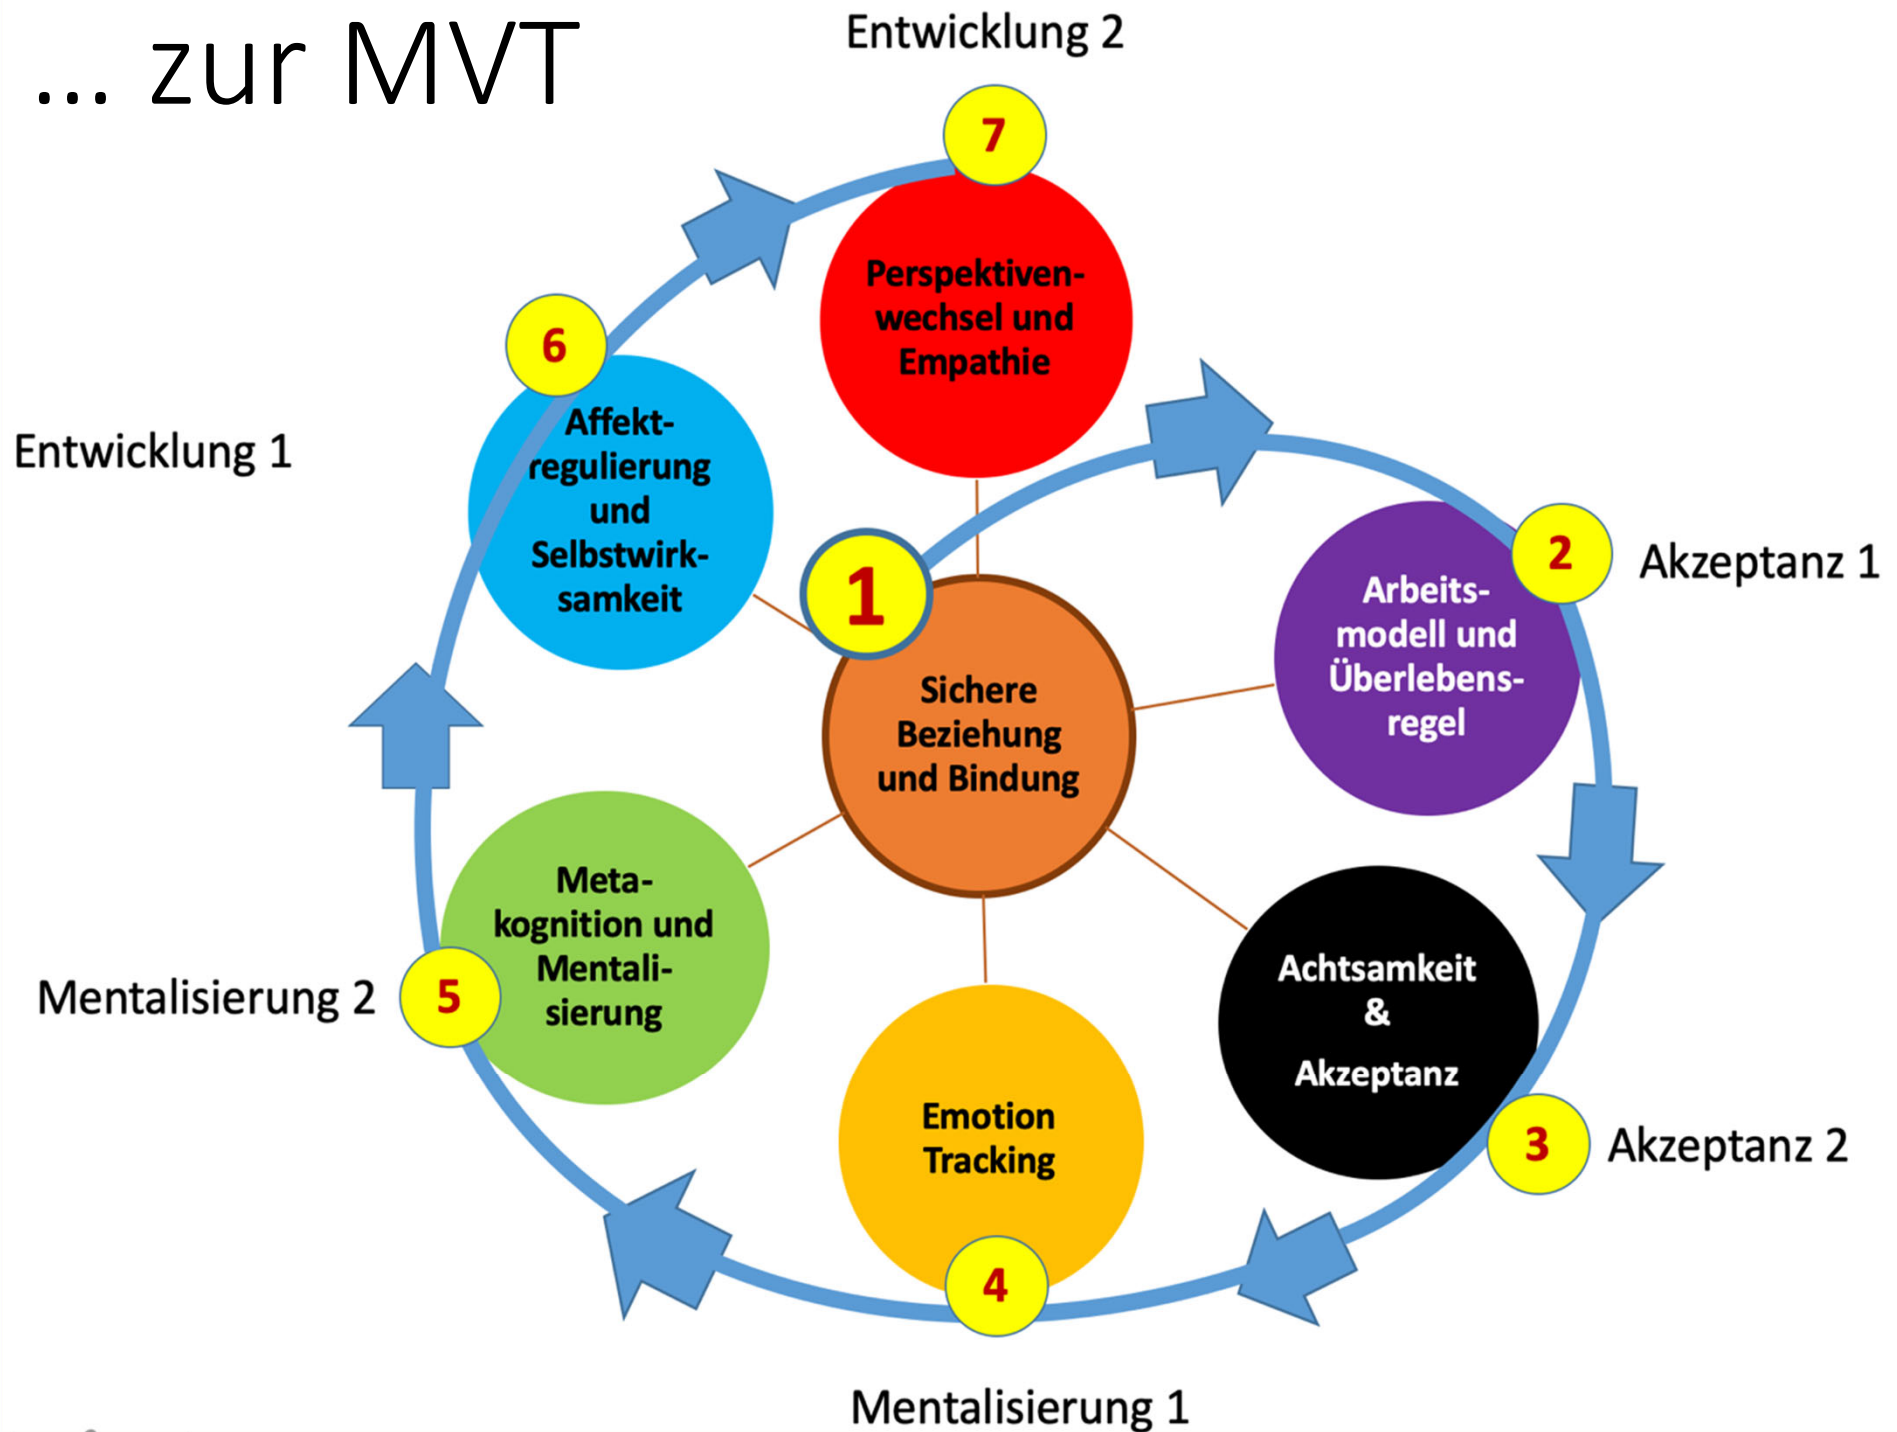 ... zur MVT
Entwicklung 2
7
Perspektiven-
wechsel und
Empathie
6
Entwicklung 1
Affekt-
regulierung
und
Selbstwirk-
samkeit
1
Sichere
Beziehung
und Bindung
2
Akzeptanz 1
Arbeits-
modell und
Überlebens-
regel
Achtsamkeit
&
Akzeptanz
3
Akzeptanz 2
Emotion
Tracking
4
Mentalisierung 1
Meta-
kognition und
Mentali-
sierung
5
Mentalisierung 2